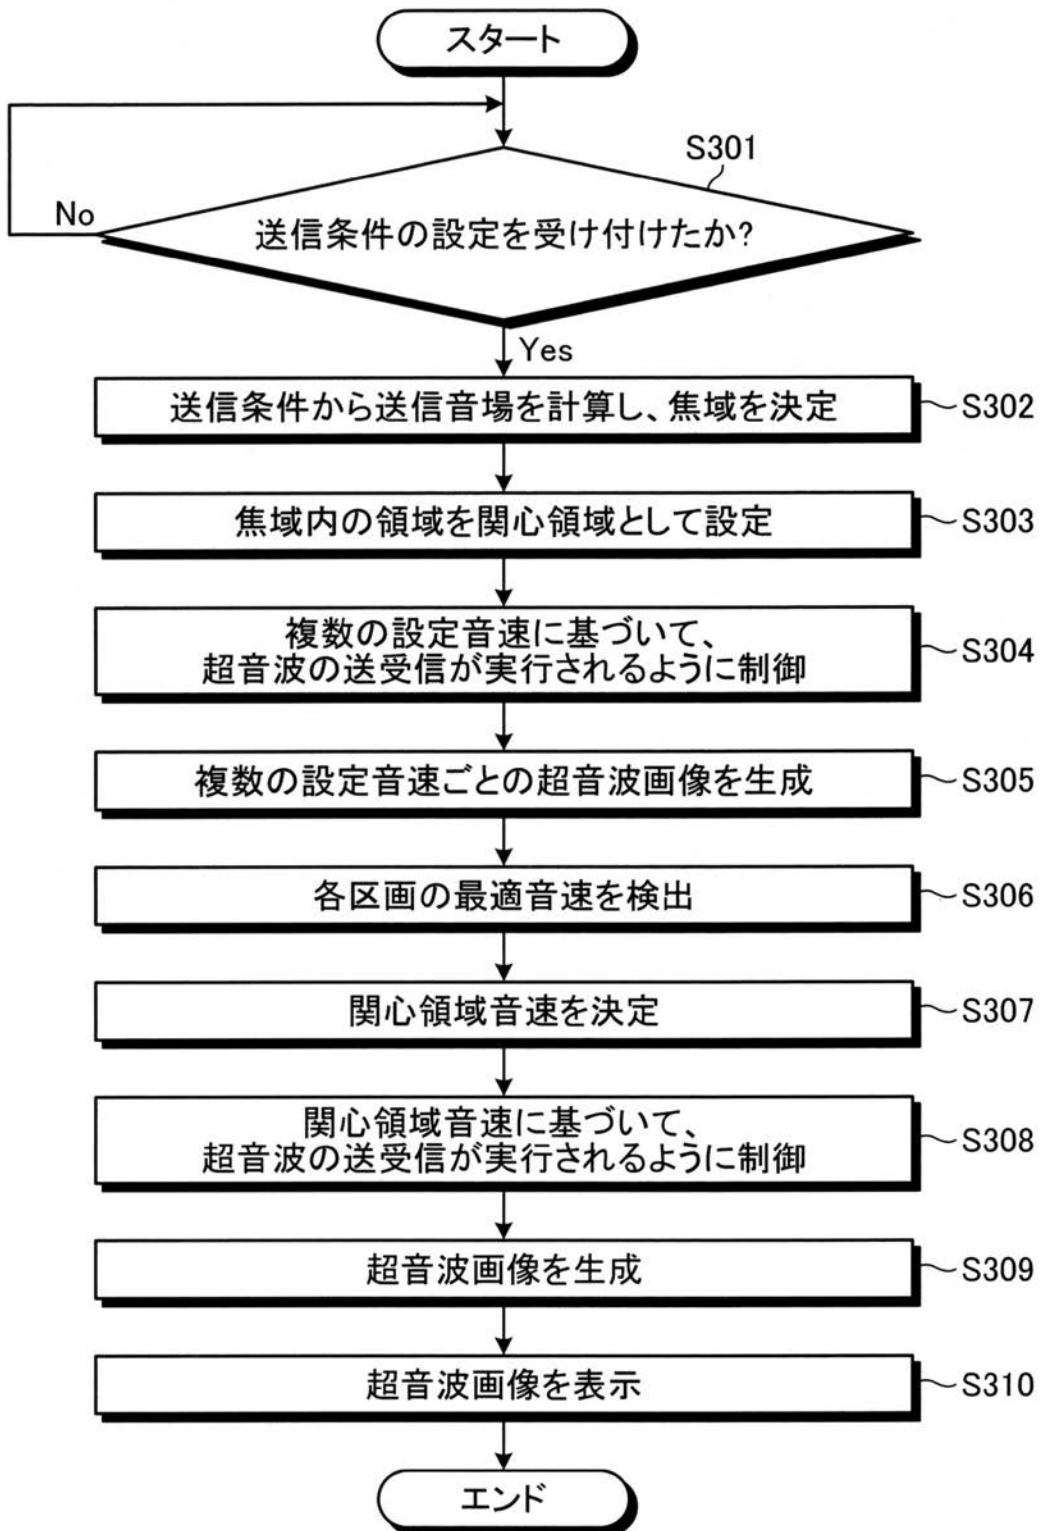 スタート
S301
No
送信条件の設定を受け付けたか?
Yes
送信条件から送信音場を計算し、焦域を決定
S302
焦域内の領域を関心領域として設定
S303
複数の設定音速に基づいて、
超音波の送受信が実行されるように制御
S304
複数の設定音速ごとの超音波画像を生成
S305
各区画の最適音速を検出
S306
関心領域音速を決定
S307
関心領域音速に基づいて、
超音波の送受信が実行されるように制御
S308
超音波画像を生成
S309
超音波画像を表示
S310
エンド